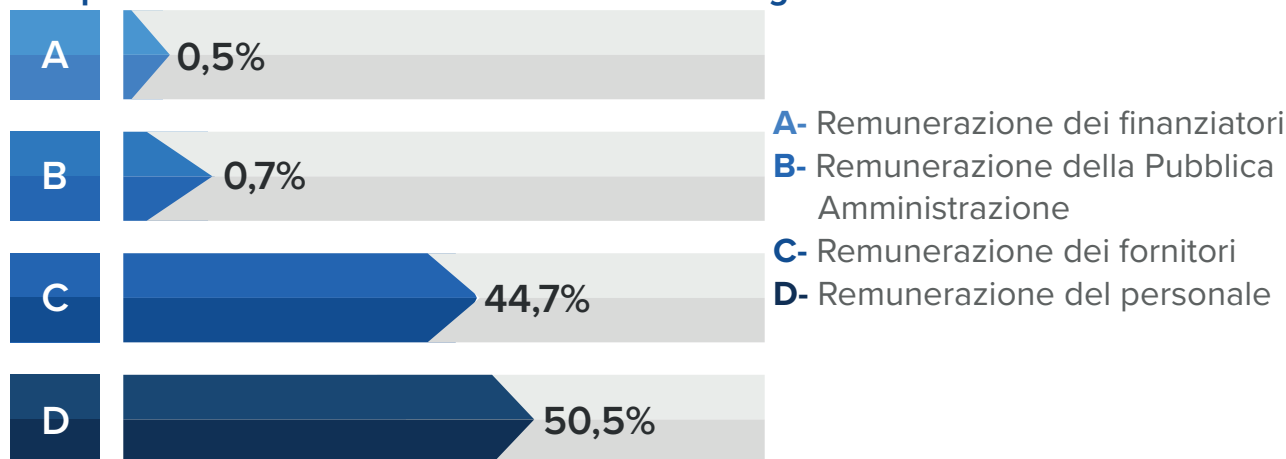 A 0,5%
B 0,7%
C 44,7%
D 50,5%
A- Remunerazione dei finanziatori
B- Remunerazione della Pubblica
Amministrazione
C- Remunerazione dei fornitori
D- Remunerazione del personale